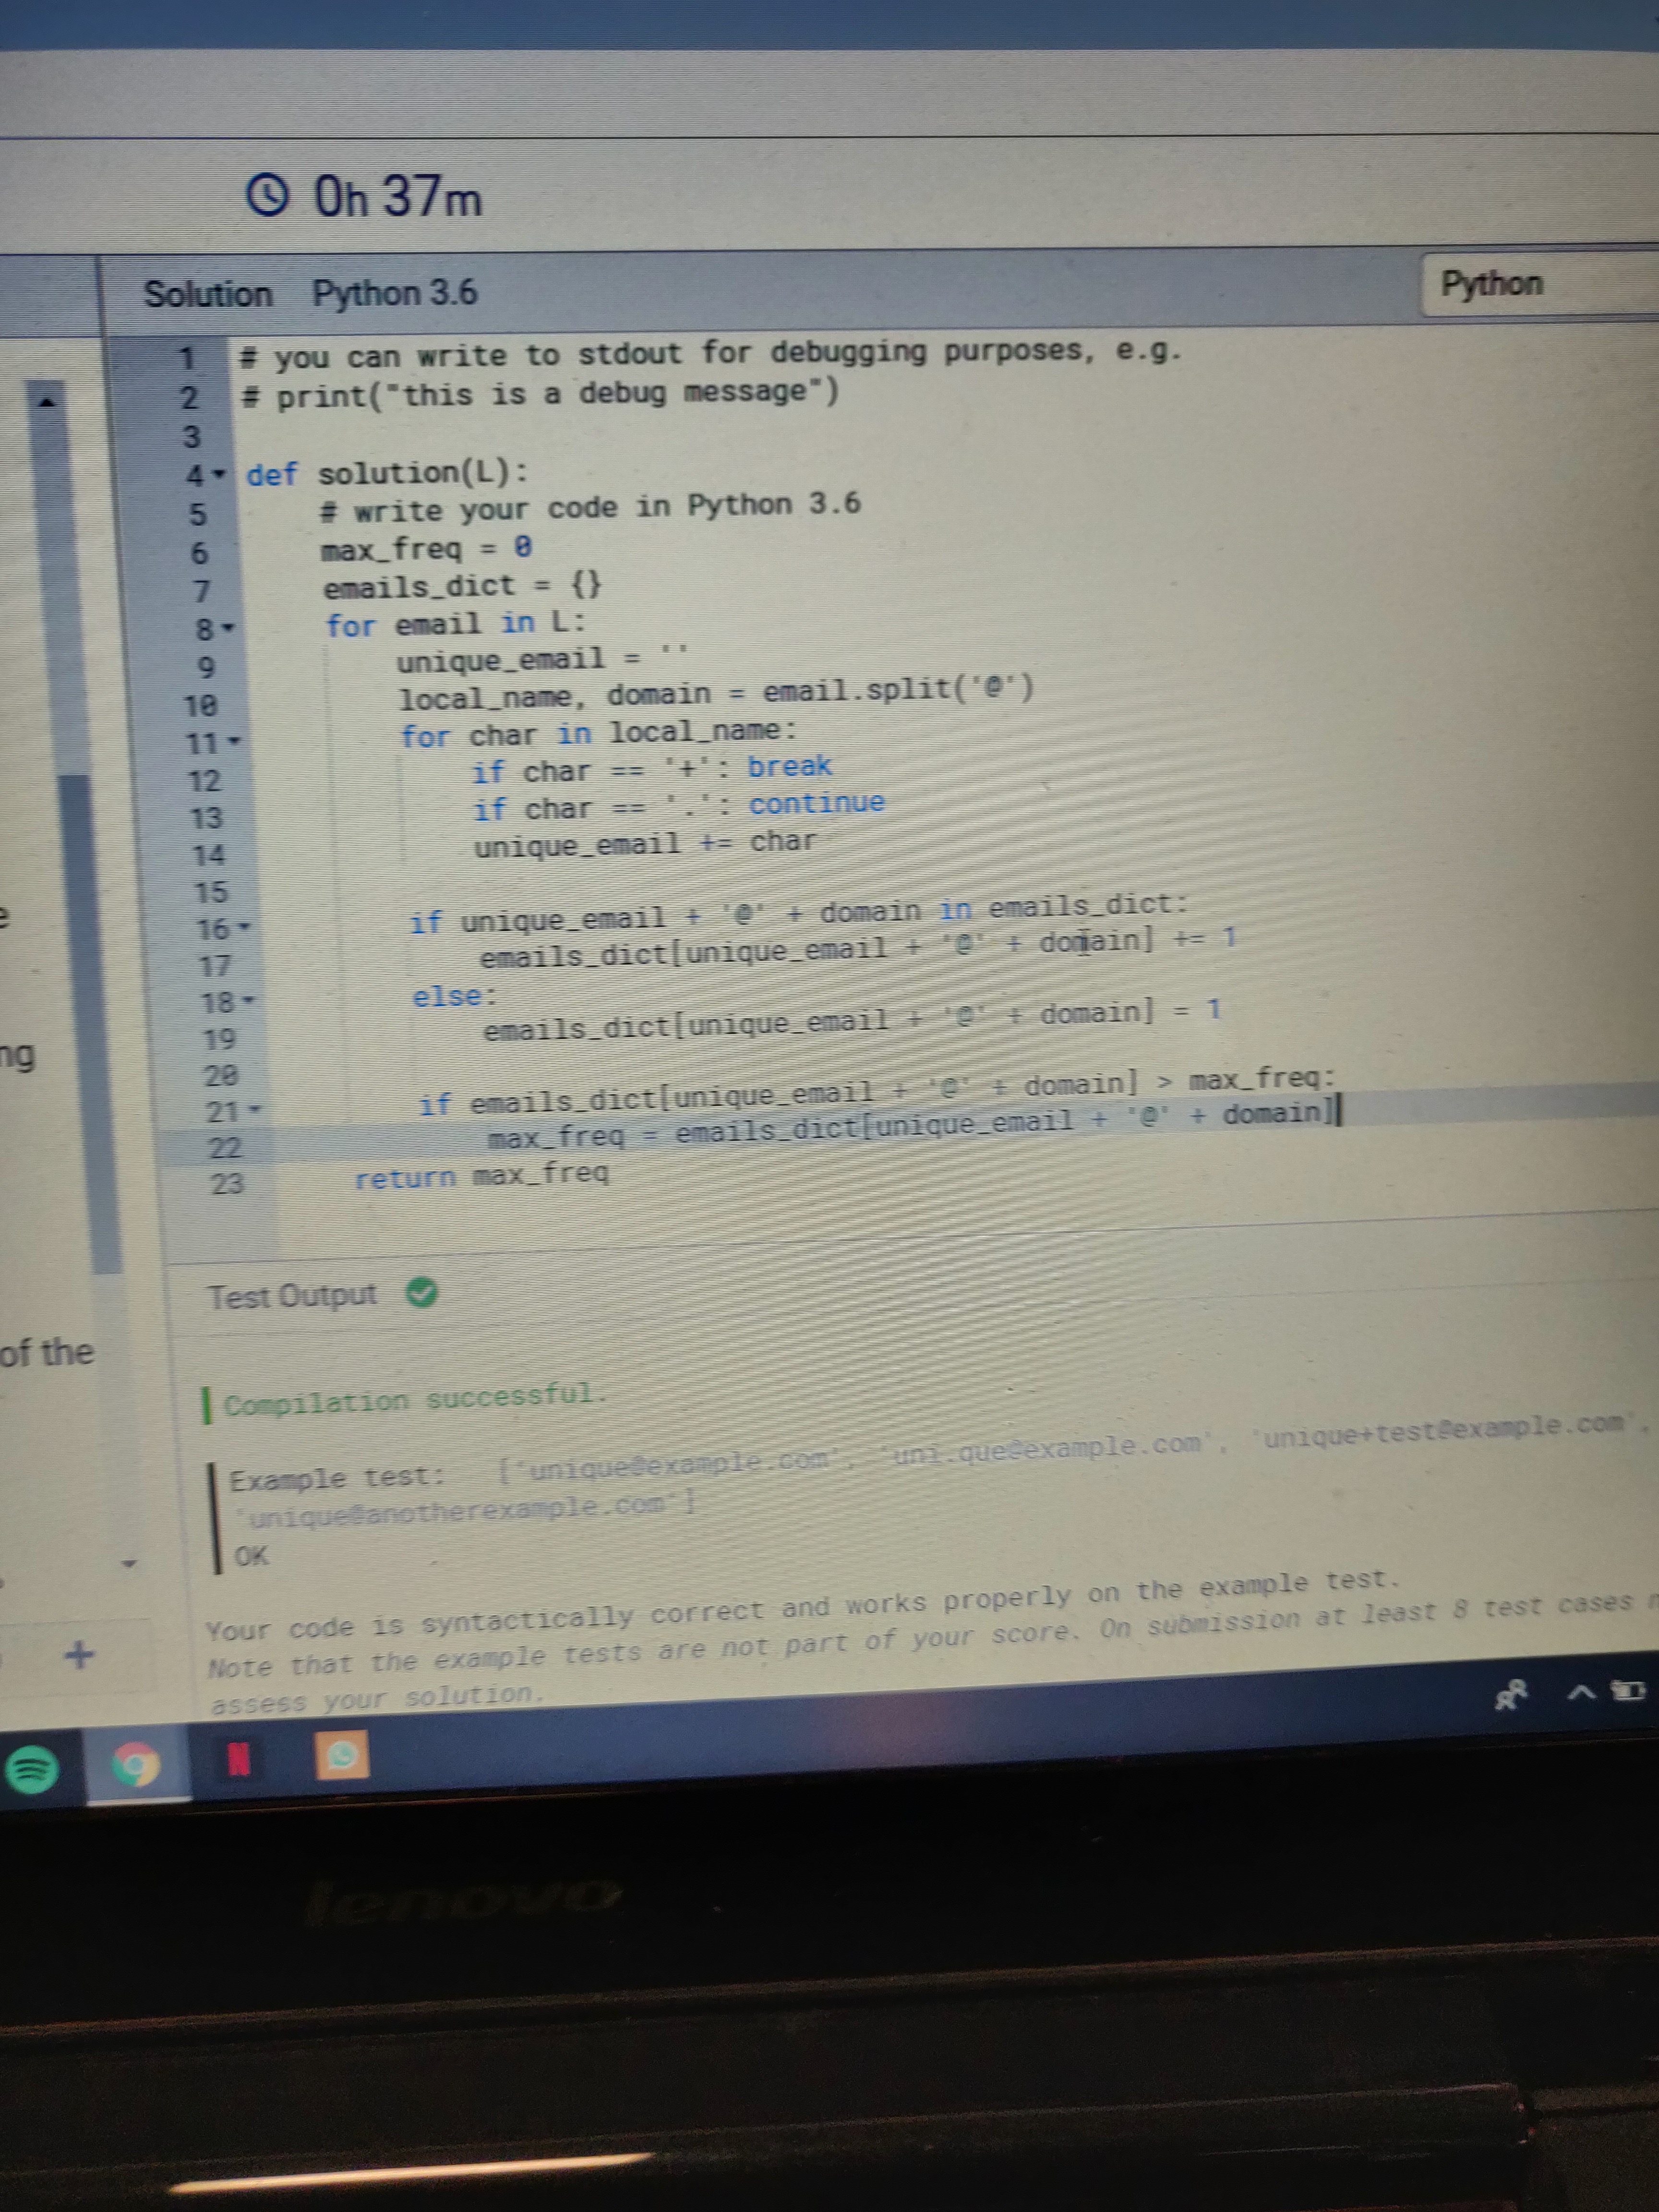 0h 37m
Solution Python 3.6 Python
1 # you can write to stdout for debugging purposes, e.g.
2 # print("this is a debug message")
3
4 def solution(L):
5 # write your code in Python 3.6
6 max_freq = 0
7 emails_dict = {}
8 for email in L:
9 unique_email = ''
10 local_name, domain = email.split('@')
11 for char in local_name:
12 if char == '+': break
13 if char == '.': continue
14 unique_email += char
15
16 if unique_email + '@' + domain in emails_dict:
17 emails_dict[unique_email + '@' + domain] += 1
18 else:
19 emails_dict[unique_email + '@' + domain] = 1
20
21 if emails_dict[unique_email + '@' + domain] > max_freq:
22 max_freq = emails_dict[unique_email + '@' + domain]
23 return max_freq
ng
of the
Test Output
Compilation successful.
Example test: ['unique@example.com', 'uni.que@example.com', 'unique+test@example.com',
'unique@anotherexample.com']
OK
Your code is syntactically correct and works properly on the example test.
Note that the example tests are not part of your score. On submission at least 8 test cases
assess your solution.
+
N
lenovo